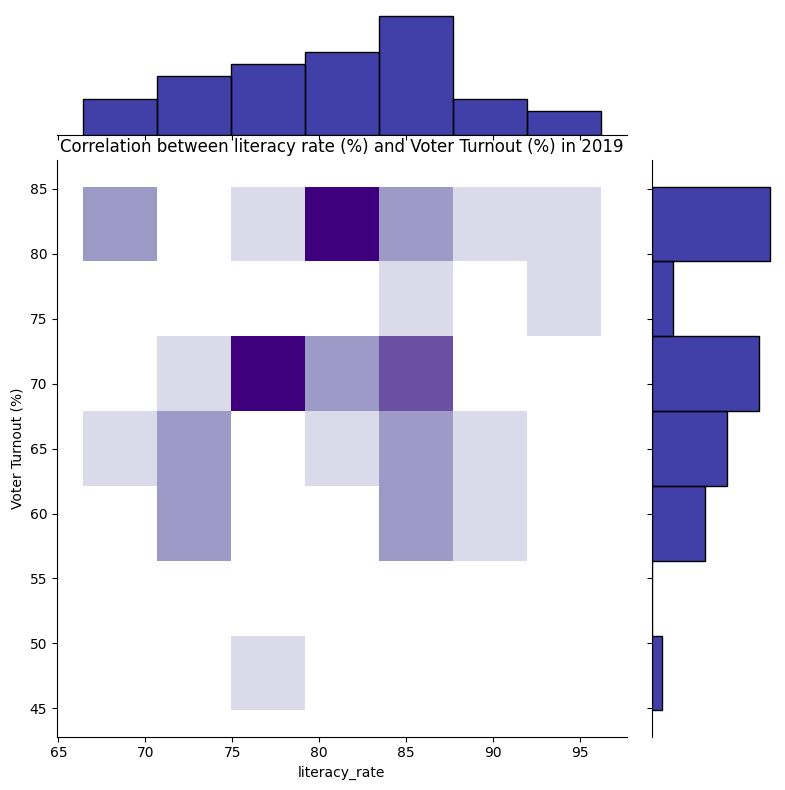 Correlation between literacy rate (%) and Voter Turnout (%) in 2019
85
80
75
70
65
60
55
50
45
Voter Turnout (%)
65 70 75 80 85 90 95
literacy_rate